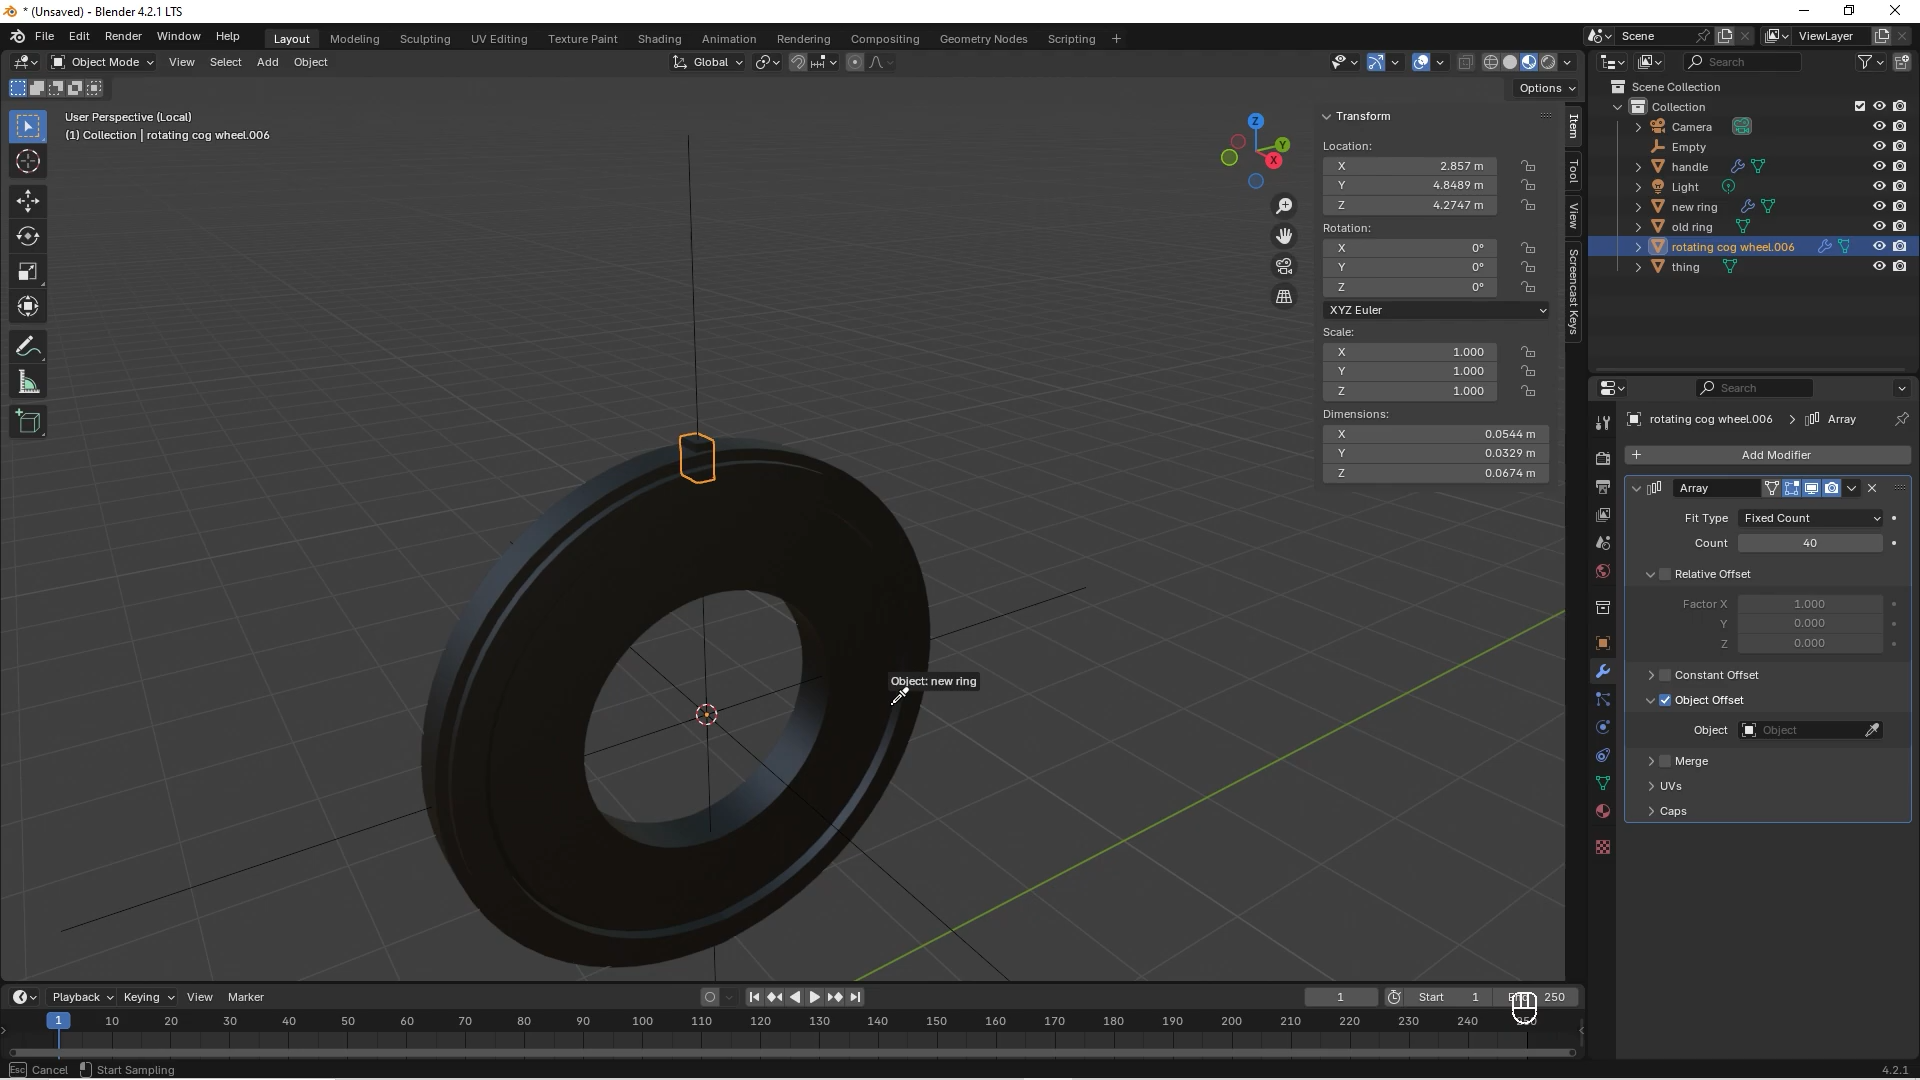 * (Unsaved) - Blender 4.2.1 LTS
File Edit Render Window Help
Layout Modeling Sculpting UV Editing Texture Paint Shading Animation Rendering Compositing Geometry Nodes Scripting +
Scene
ViewLayer
Object Mode View Select Add Object
Global
Search
Options
User Perspective (Local)
(1) Collection | rotating cog wheel.006
Z
Y
X
Transform
Location:
X 2.857 m
Y 4.8489 m
Z 4.2747 m
Rotation:
X 0°
Y 0°
Z 0°
XYZ Euler
Scale:
X 1.000
Y 1.000
Z 1.000
Dimensions:
X 0.0544 m
Y 0.0329 m
Z 0.0674 m
Item
Tool
View
Screencast Keys
Scene Collection
Collection
Camera
Empty
handle
Light
new ring
old ring
rotating cog wheel.006
thing
Search
rotating cog wheel.006 > Array
+ Add Modifier
Array
Fit Type Fixed Count
Count 40
Relative Offset
Factor X 1.000
Y 0.000
Z 0.000
Constant Offset
Object Offset
Object Object
Merge
UVs
Caps
Object: new ring
Playback Keying View Marker
1
Start 1
250
1 10 20 30 40 50 60 70 80 90 100 110 120 130 140 150 160 170 180 190 200 210 220 230 240
Esc Cancel Start Sampling
4.2.1